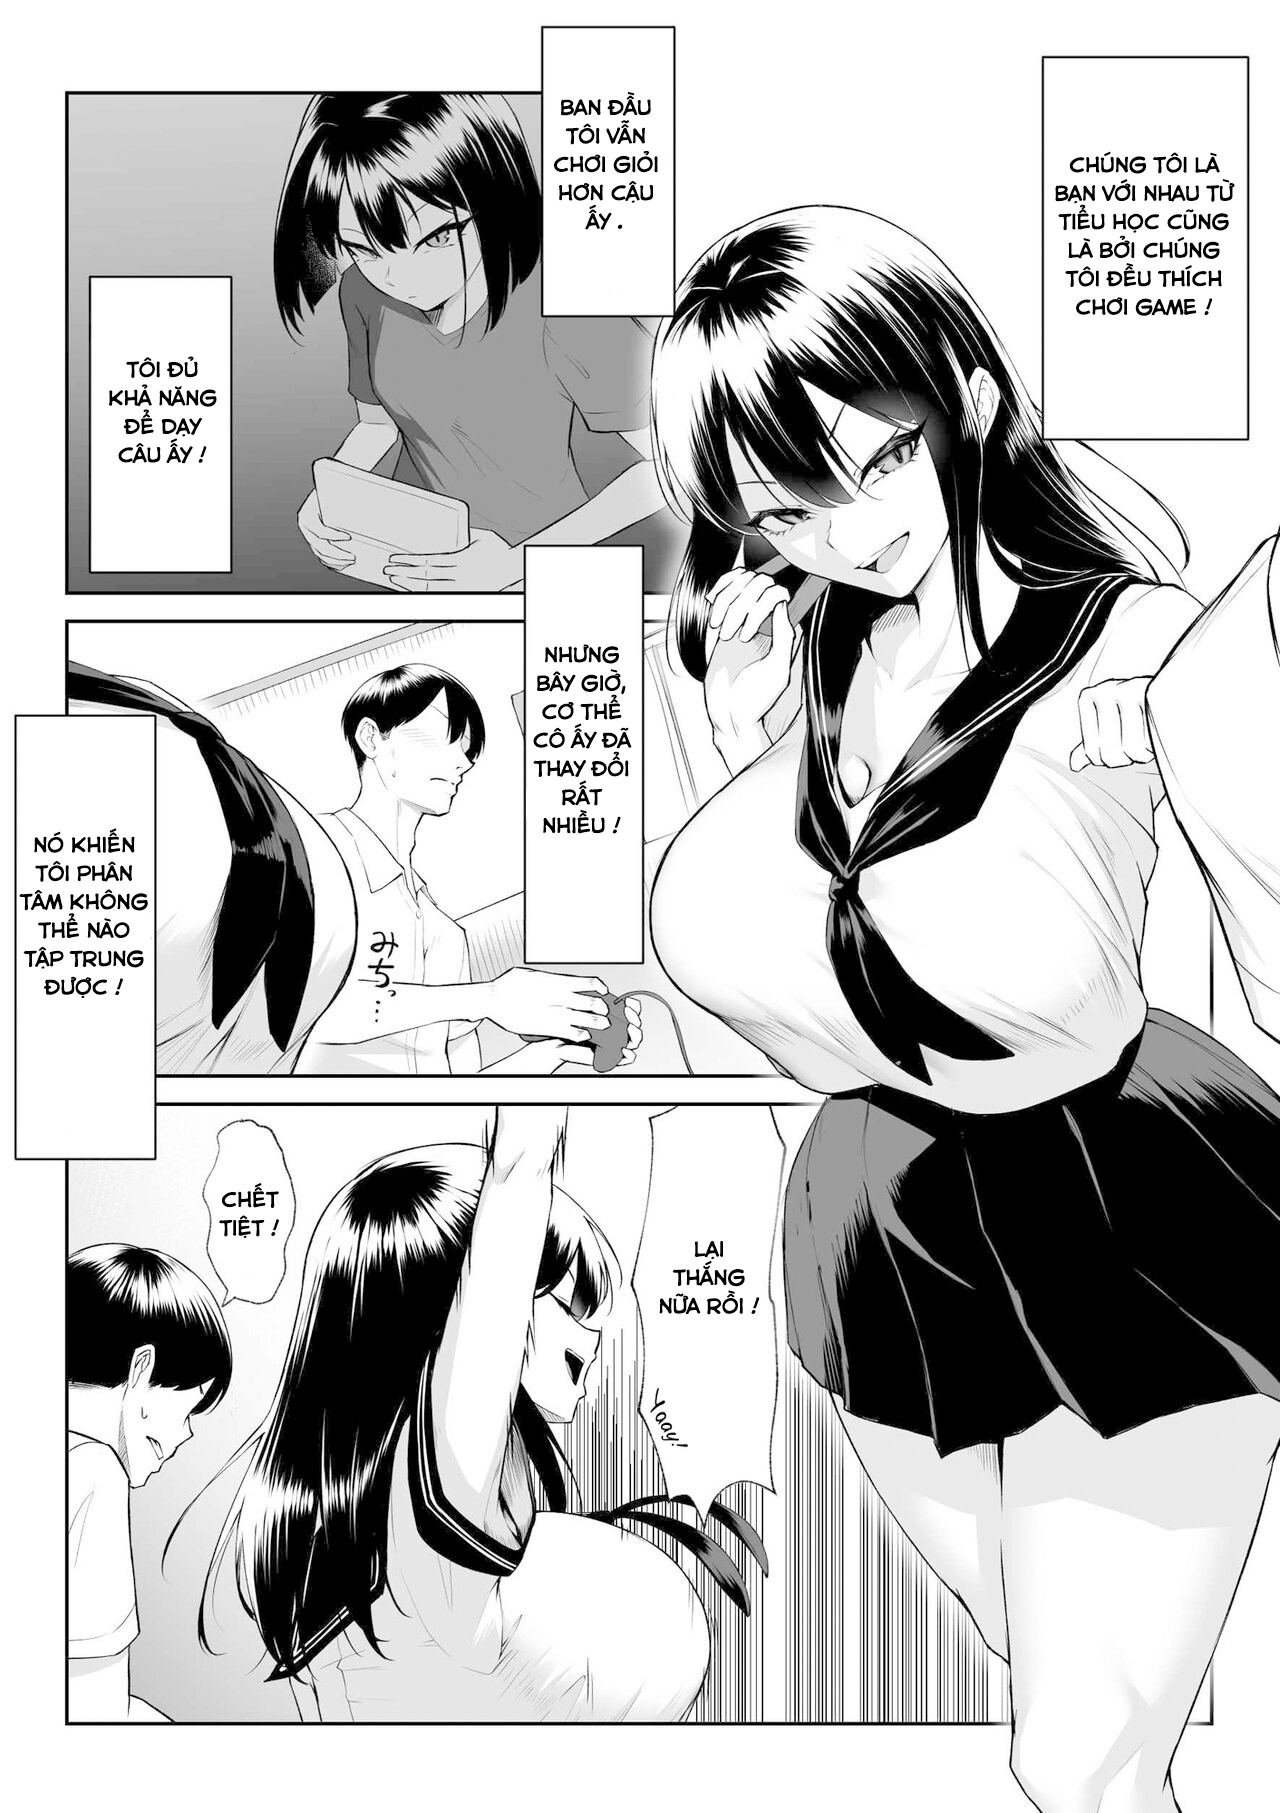 CHÚNG TÔI LÀ
BẠN VỚI NHAU TỪ
TIỂU HỌC CŨNG
LÀ BỞI CHÚNG
TÔI ĐỀU THÍCH
CHƠI GAME !
BAN ĐẦU
TÔI VẪN
CHƠI GIỎI
HƠN CẬU
ẤY .
TÔI ĐỦ
KHẢ NĂNG
ĐỂ DẠY
CÂU ẤY !
NHƯNG
BÂY GIỜ,
CƠ THỂ
CÔ ẤY ĐÃ
THAY ĐỔI
RẤT
NHIỀU !
NÓ KHIẾN
TÔI PHÂN
TÂM KHÔNG
THỂ NÀO
TẬP TRUNG
ĐƯỢC !
みちっ…
LẠI
THẮNG
NỮA RỒI !
Yaay!
CHẾT
TIỆT !